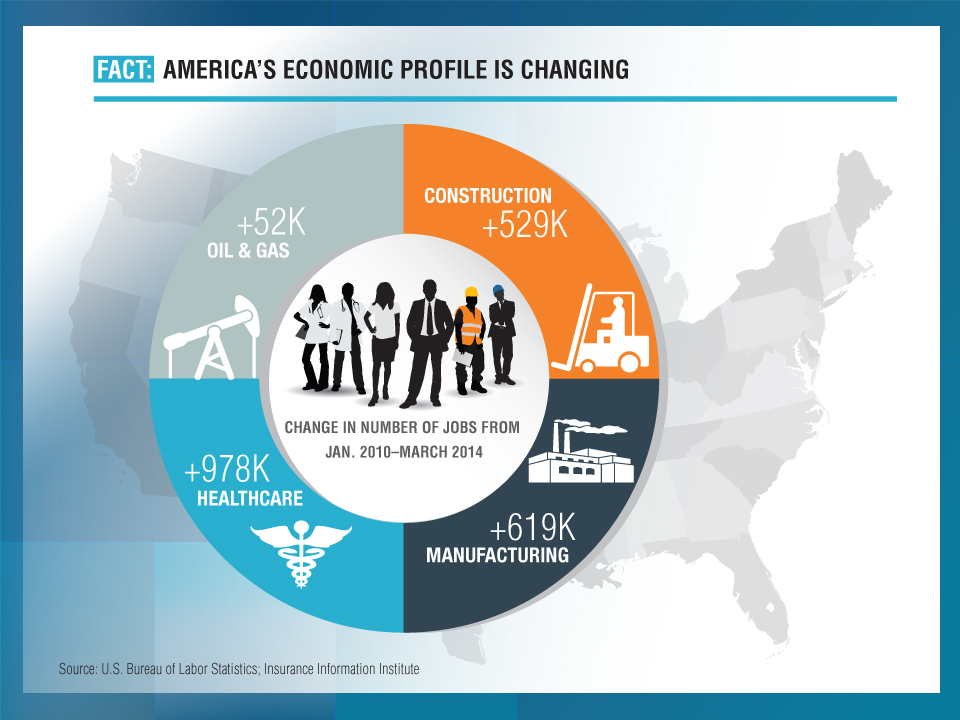 FACT: AMERICA'S ECONOMIC PROFILE IS CHANGING
CONSTRUCTION
+529K
+52K
OIL & GAS
CHANGE IN NUMBER OF JOBS FROM
JAN. 2010–MARCH 2014
+978K
HEALTHCARE
+619K
MANUFACTURING
Source: U.S. Bureau of Labor Statistics; Insurance Information Institute